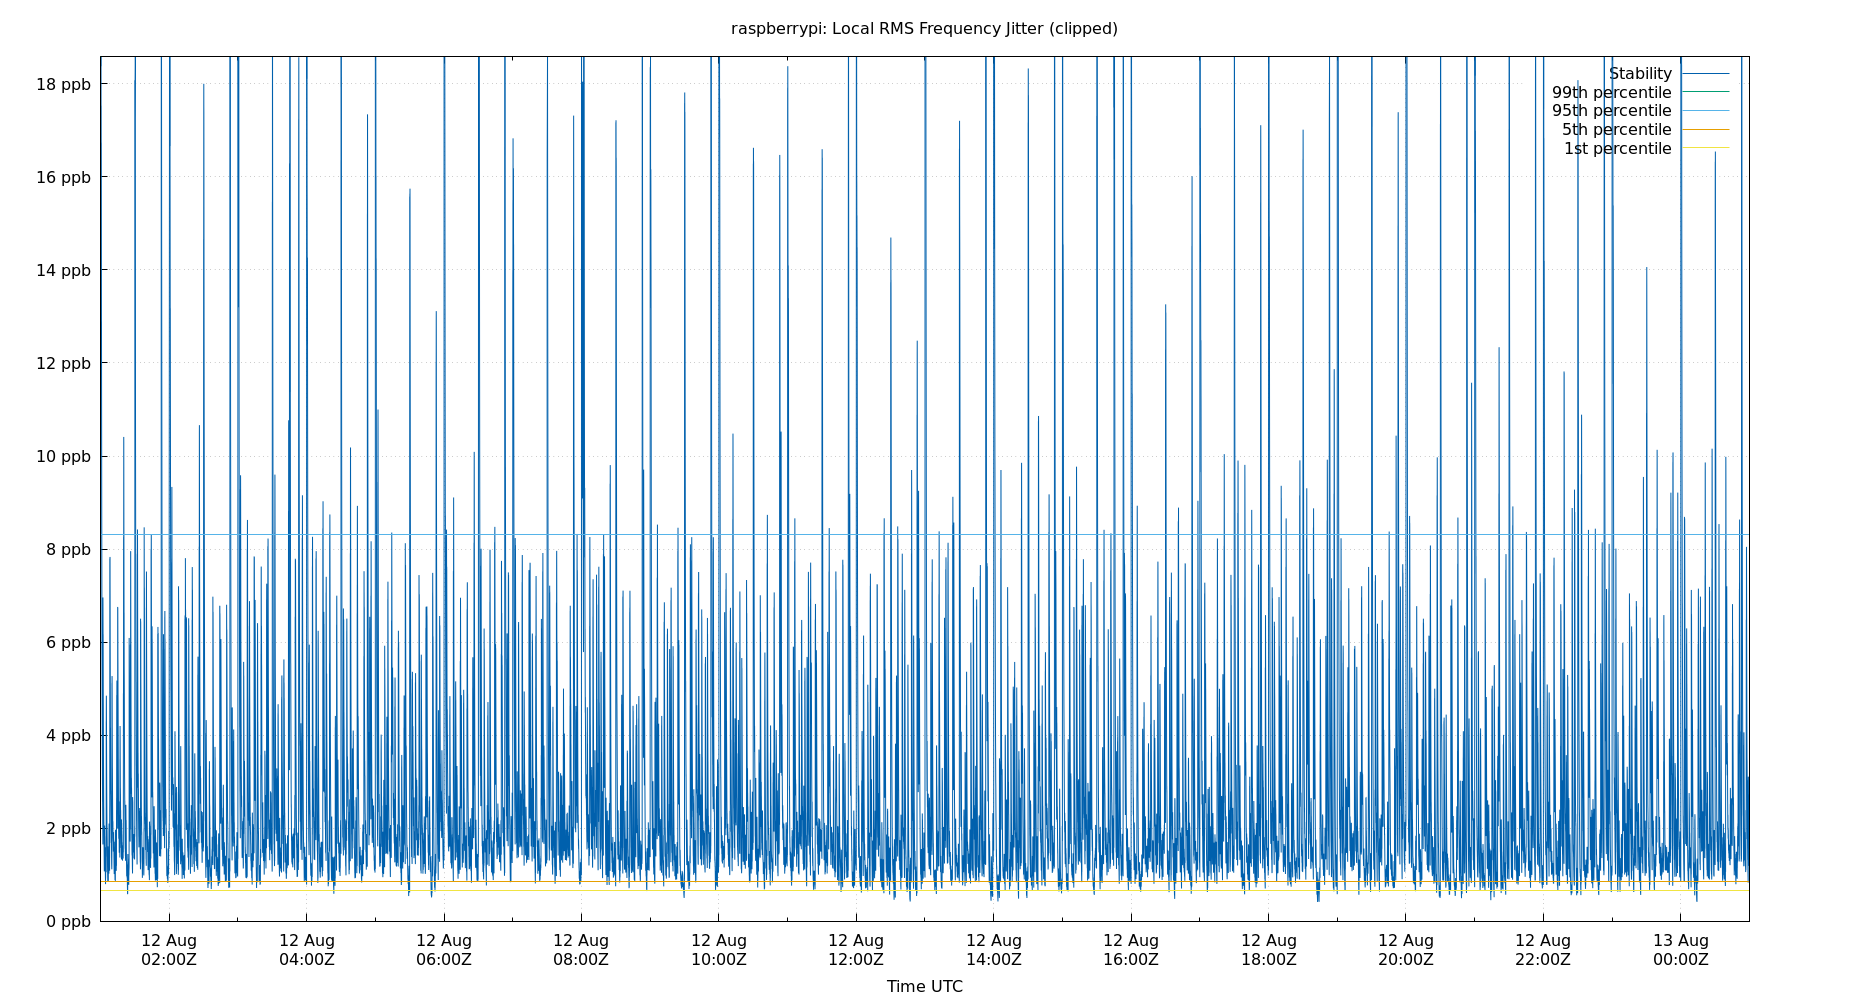 raspberrypi: Local RMS Frequency Jitter (clipped)
Stability
99th percentile
95th percentile
5th percentile
1st percentile
18 ppb
16 ppb
14 ppb
12 ppb
10 ppb
8 ppb
6 ppb
4 ppb
2 ppb
0 ppb
12 Aug 12 Aug 12 Aug 12 Aug 12 Aug 12 Aug 12 Aug 12 Aug 12 Aug 12 Aug 12 Aug 13 Aug
02:00Z 04:00Z 06:00Z 08:00Z 10:00Z 12:00Z 14:00Z 16:00Z 18:00Z 20:00Z 22:00Z 00:00Z
Time UTC